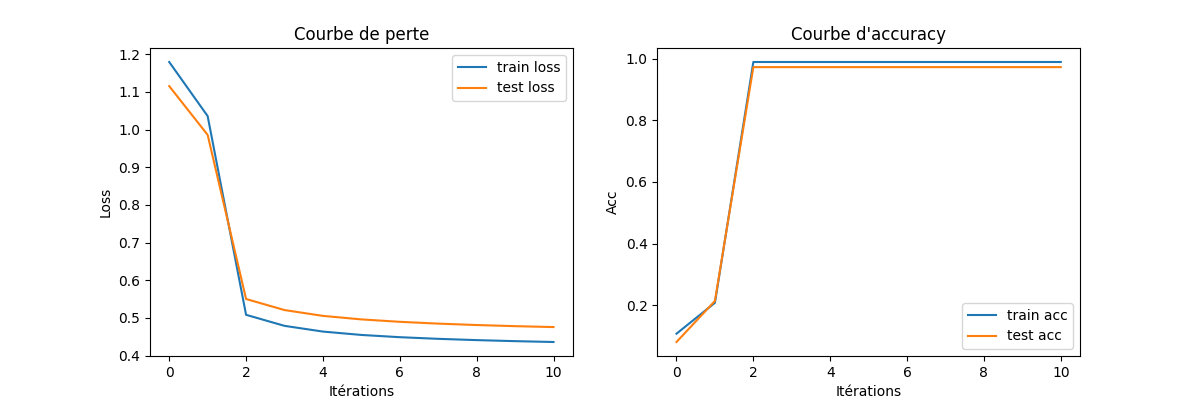 Courbe de perte
1.2
1.1
1.0
0.9
0.8
0.7
0.6
0.5
0.4
Loss
train loss
test loss
0 2 4 6 8 10
Itérations
Courbe d'accuracy
1.0
0.8
0.6
0.4
0.2
Acc
train acc
test acc
0 2 4 6 8 10
Itérations